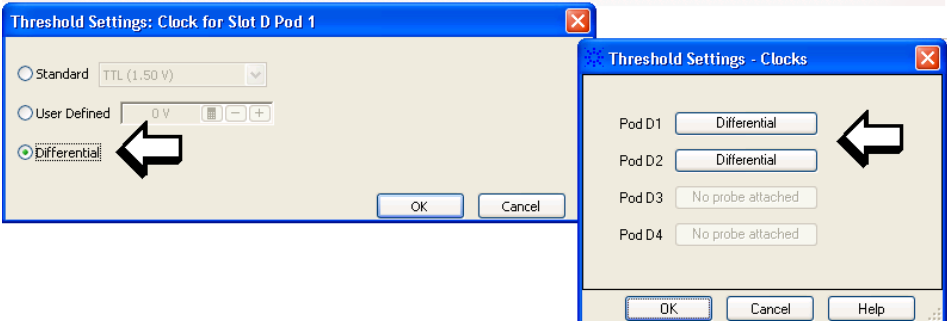 Threshold Settings: Clock for Slot D Pod 1
Standard TTL (1.50 V)
User Defined 0 V
Differential
OK Cancel
Threshold Settings - Clocks
Pod D1 Differential
Pod D2 Differential
Pod D3 No probe attached
Pod D4 No probe attached
OK Cancel Help